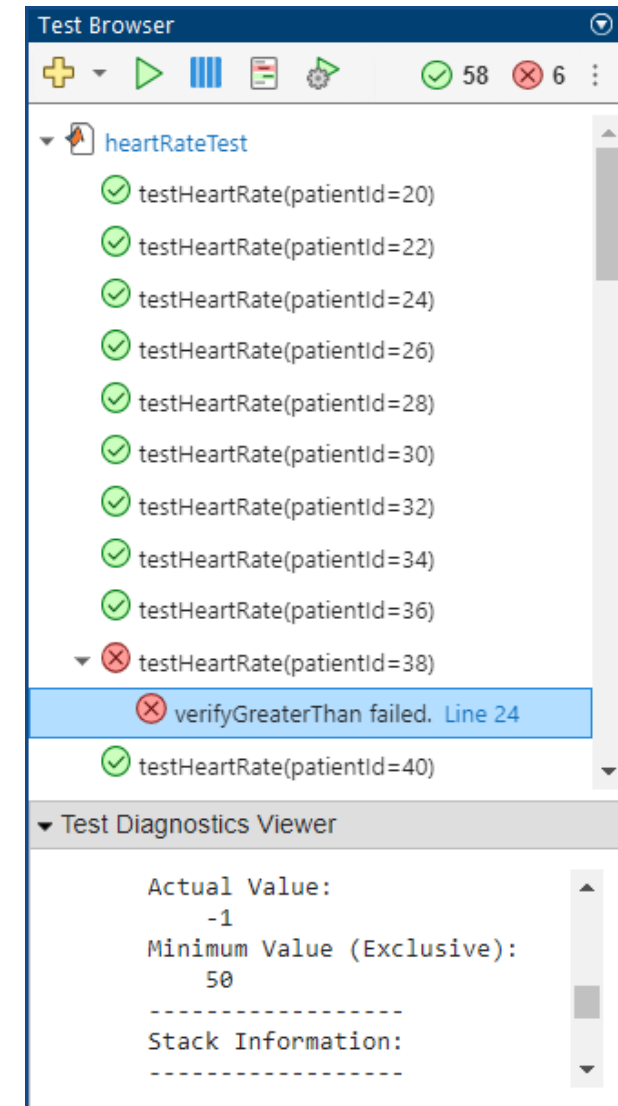 Test Browser
58 6
heartRateTest
testHeartRate(patientId=20)
testHeartRate(patientId=22)
testHeartRate(patientId=24)
testHeartRate(patientId=26)
testHeartRate(patientId=28)
testHeartRate(patientId=30)
testHeartRate(patientId=32)
testHeartRate(patientId=34)
testHeartRate(patientId=36)
testHeartRate(patientId=38)
verifyGreaterThan failed. Line 24
testHeartRate(patientId=40)
Test Diagnostics Viewer
Actual Value:
-1
Minimum Value (Exclusive):
50
------------------
Stack Information:
------------------